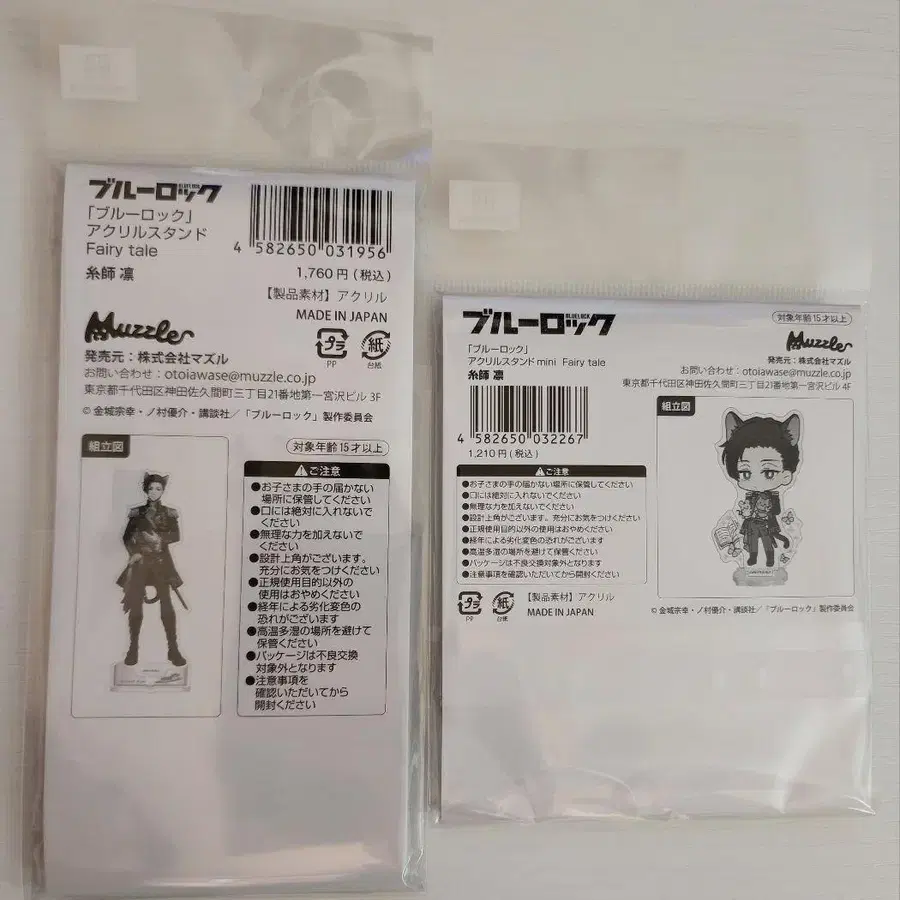 ブルーロック
BLUELOCK
「ブルーロック」
アクリルスタンド
Fairy tale
糸師 凛
4 582650 031956
1,760円(税込)
【製品素材】アクリル
MADE IN JAPAN
Muzzle
プラ
PP
紙
台紙
発売元：株式会社マズル
お問い合わせ：otoiawase@muzzle.co.jp
東京都千代田区神田佐久間町三丁目21番地第一宮沢ビル 3F
© 金城宗幸・ノ村優介・講談社／「ブルーロック」製作委員会
組立図
対象年齢15才以上
ご注意
●お子さまの手の届かない
場所に保管してください
●口には絶対に入れないで
ください
●無理な力を加えないで
ください
●設計上角がございます。
充分にお気をつけください
●正規使用目的以外の
使用はおやめください
●経年による劣化変色の
恐れがございます
●高温多湿の場所を避けて
保管ください
●パッケージは不良交換
対象外となります
●注意事項を
確認いただいてから
開封ください
ブルーロック
BLUELOCK
対象年齢15才以上
「ブルーロック」
アクリルスタンドmini Fairy tale
糸師 凛
Muzzle
発売元：株式会社マズル
お問い合わせ：otoiawase@muzzle.co.jp
東京都千代田区神田佐久間町三丁目21番地第一宮沢ビル 4F
4 582650 032267
1,210円(税込)
組立図
ご注意
●お子さまの手の届かない場所に保管してください
●口には絶対に入れないでください
●無理な力を加えないでください
●設計上角がございます。充分にお気をつけください
●正規使用目的以外の使用はおやめください
●経年による劣化変色の恐れがございます
●高温多湿の場所を避けて保管ください
●パッケージは不良交換対象外となります
●注意事項を確認いただいてから開封ください
プラ
PP
紙
台紙
【製品素材】アクリル
MADE IN JAPAN
© 金城宗幸・ノ村優介・講談社／「ブルーロック」製作委員会